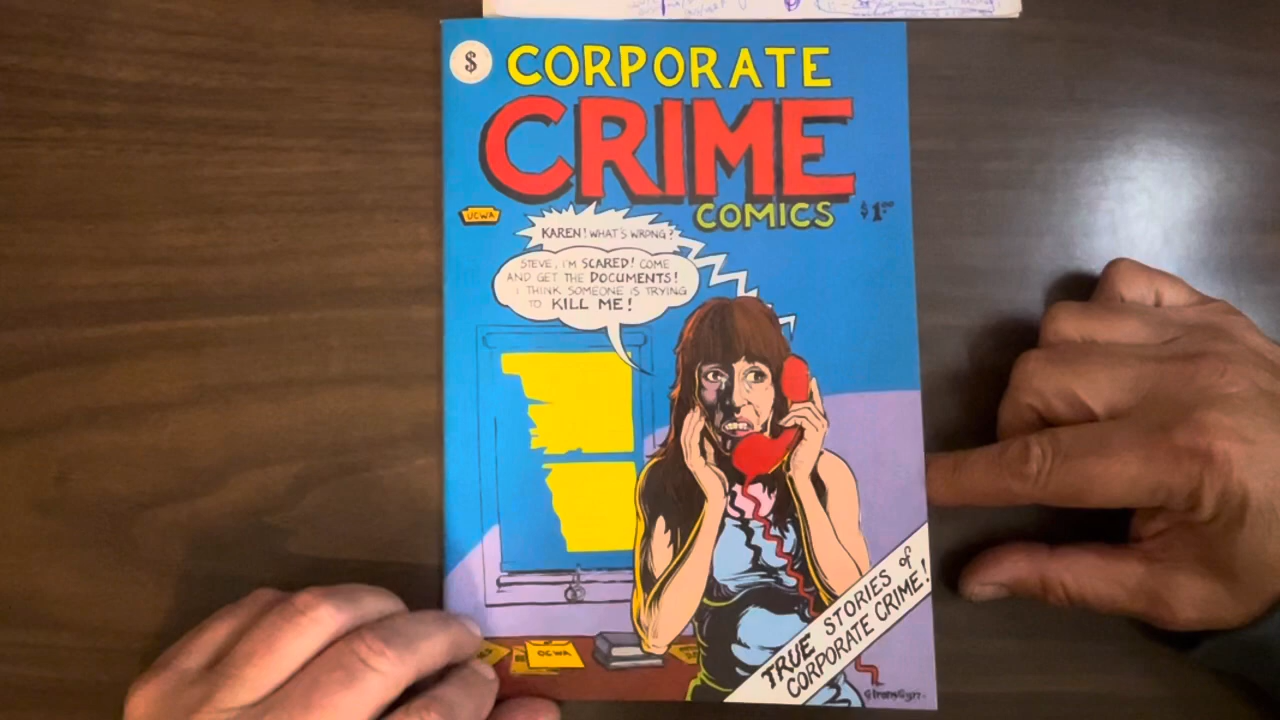 $
CORPORATE
CRIME
COMICS
$1.00
UCWA
KAREN! WHAT'S WRONG?
STEVE, I'M SCARED! COME
AND GET THE DOCUMENTS!
I THINK SOMEONE IS TRYING
TO KILL ME!
OCWA
TRUE STORIES of
CORPORATE CRIME!